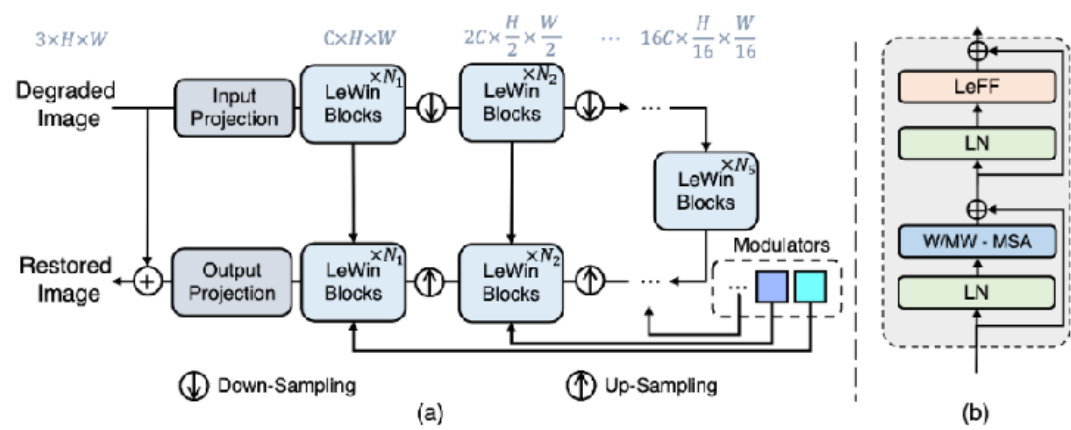 3×H×W
C×H×W
2C×H/2×W/2
...
16C×H/16×W/16
Degraded Image
Input Projection
LeWin Blocks ×N₁
LeWin Blocks ×N₂
...
LeWin Blocks ×N₅
Restored Image
Output Projection
LeWin Blocks ×N₁
LeWin Blocks ×N₂
...
Modulators
...
Down-Sampling
Up-Sampling
(a)
LeFF
LN
W/MW - MSA
LN
(b)